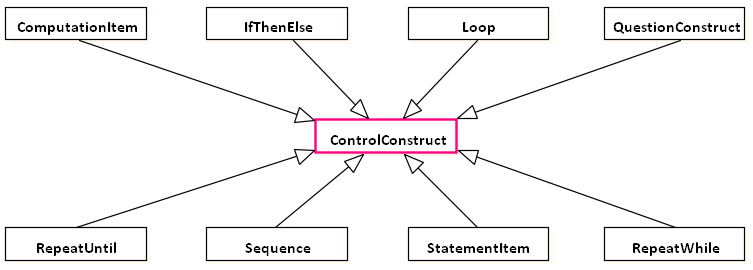 ComputationItem
IfThenElse
Loop
QuestionConstruct
ControlConstruct
RepeatUntil
Sequence
StatementItem
RepeatWhile